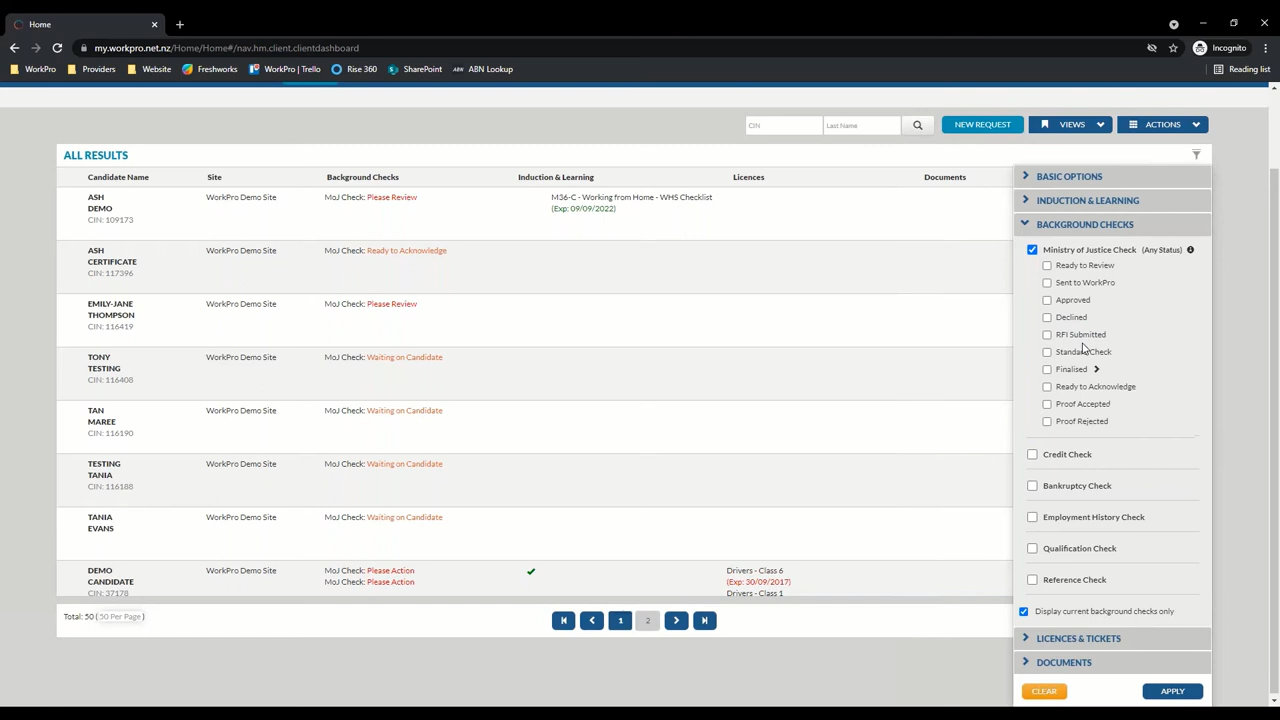 Home
my.workpro.net.nz/Home/Home#/nav.hm.client.clientdashboard
Incognito
WorkPro Providers Website Freshworks WorkPro | Trello Rise 360 SharePoint ABN ABN Lookup Reading list
CIN Last Name NEW REQUEST VIEWS ACTIONS
ALL RESULTS
Candidate Name Site Background Checks Induction & Learning Licences Documents
ASH DEMO
CIN: 109173
WorkPro Demo Site
MoJ Check: Please Review
M36-C - Working from Home - WHS Checklist
(Exp: 09/09/2022)
ASH CERTIFICATE
CIN: 117396
WorkPro Demo Site
MoJ Check: Ready to Acknowledge
EMILY-JANE THOMPSON
CIN: 116419
WorkPro Demo Site
MoJ Check: Please Review
TONY TESTING
CIN: 116408
WorkPro Demo Site
MoJ Check: Waiting on Candidate
TAN MAREE
CIN: 116190
WorkPro Demo Site
MoJ Check: Waiting on Candidate
TESTING TANIA
CIN: 116188
WorkPro Demo Site
MoJ Check: Waiting on Candidate
TANIA EVANS
WorkPro Demo Site
MoJ Check: Waiting on Candidate
DEMO CANDIDATE
CIN: 37178
WorkPro Demo Site
MoJ Check: Please Action
MoJ Check: Please Action
Drivers - Class 6
(Exp: 30/09/2017)
Drivers - Class 1
Total: 50 ( 50 Per Page )
1 2
BASIC OPTIONS
INDUCTION & LEARNING
BACKGROUND CHECKS
Ministry of Justice Check (Any Status)
Ready to Review
Sent to WorkPro
Approved
Declined
RFI Submitted
Standard Check
Finalised
Ready to Acknowledge
Proof Accepted
Proof Rejected
Credit Check
Bankruptcy Check
Employment History Check
Qualification Check
Reference Check
Display current background checks only
LICENCES & TICKETS
DOCUMENTS
CLEAR APPLY